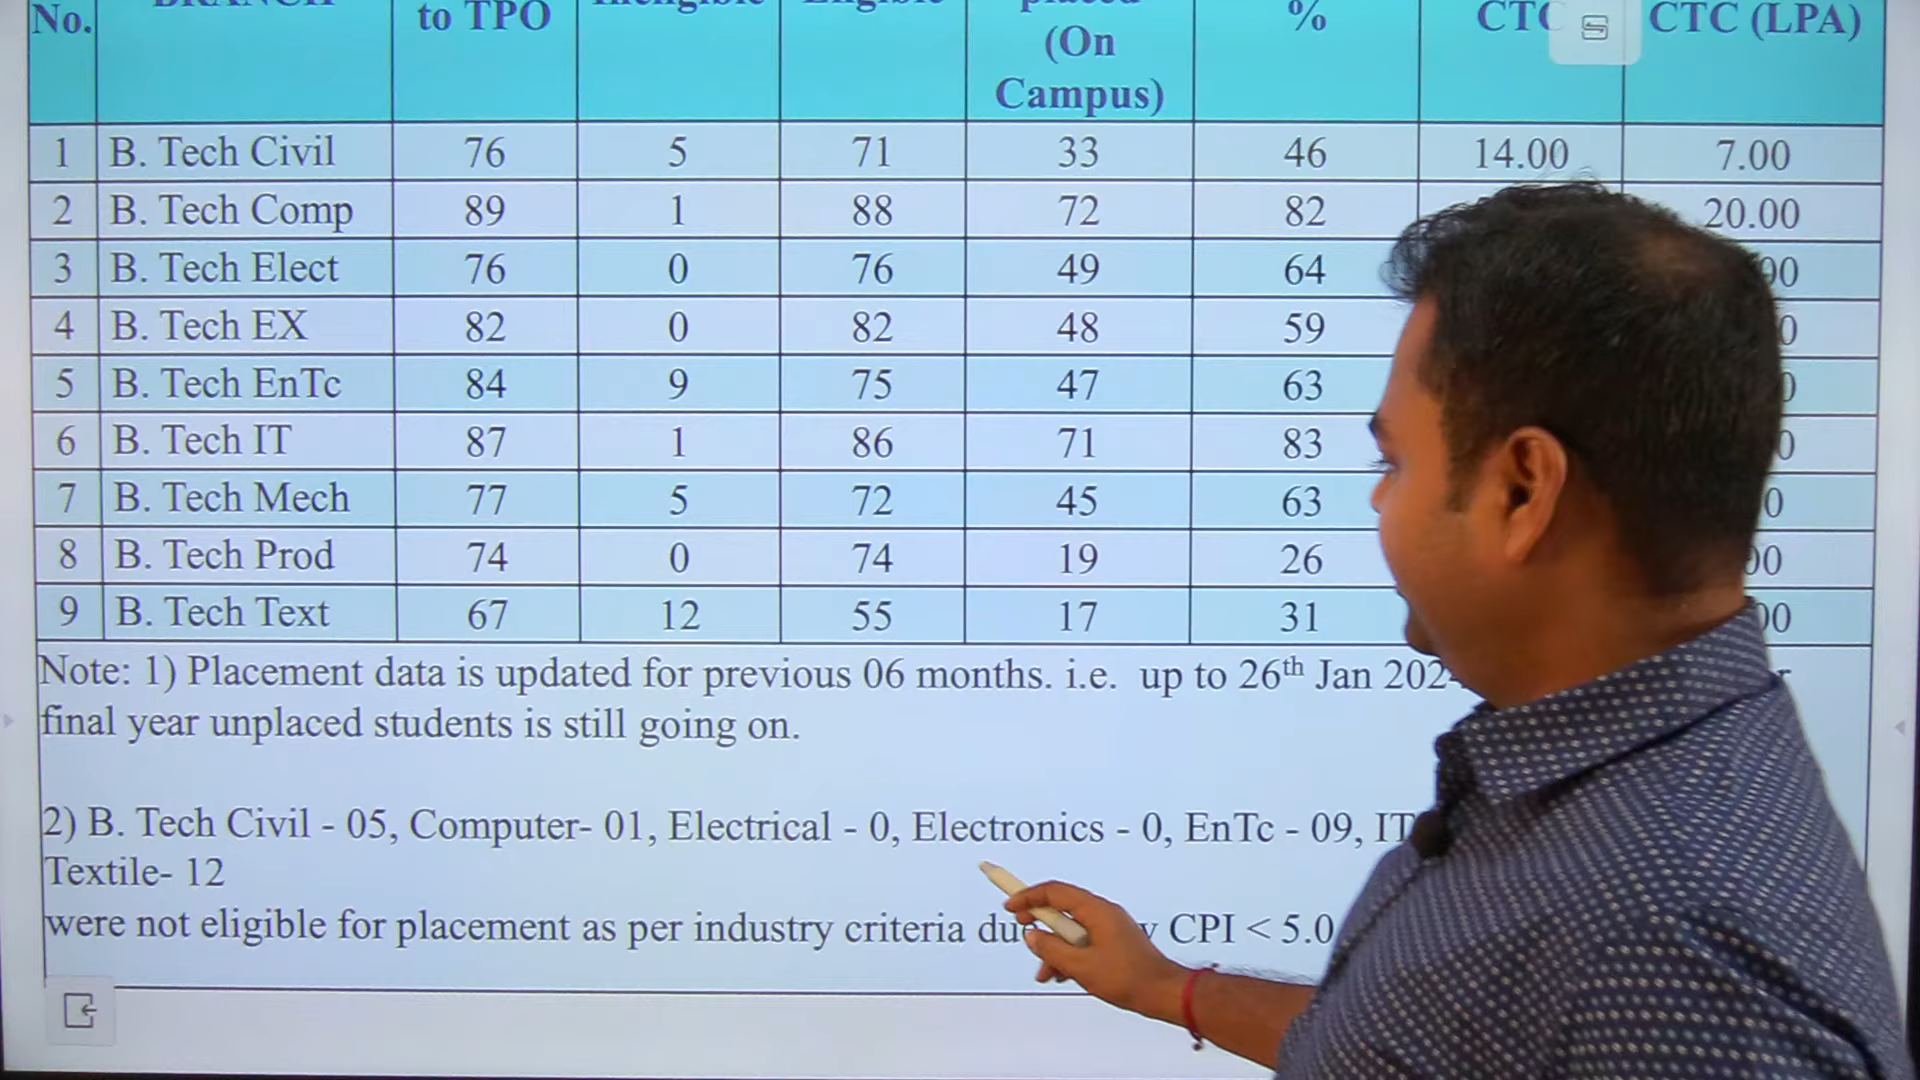 No. to TPO % CTC (LPA)
(On
Campus)
1 B. Tech Civil 76 5 71 33 46 14.00 7.00
2 B. Tech Comp 89 1 88 72 82 20.00
3 B. Tech Elect 76 0 76 49 64
4 B. Tech EX 82 0 82 48 59
5 B. Tech EnTc 84 9 75 47 63
6 B. Tech IT 87 1 86 71 83
7 B. Tech Mech 77 5 72 45 63
8 B. Tech Prod 74 0 74 19 26
9 B. Tech Text 67 12 55 17 31
Note: 1) Placement data is updated for previous 06 months. i.e. up to 26th Jan
final year unplaced students is still going on.
2) B. Tech Civil - 05, Computer- 01, Electrical - 0, Electronics - 0, EnTc - 09, IT
Textile- 12
were not eligible for placement as per industry criteria CPI < 5.0